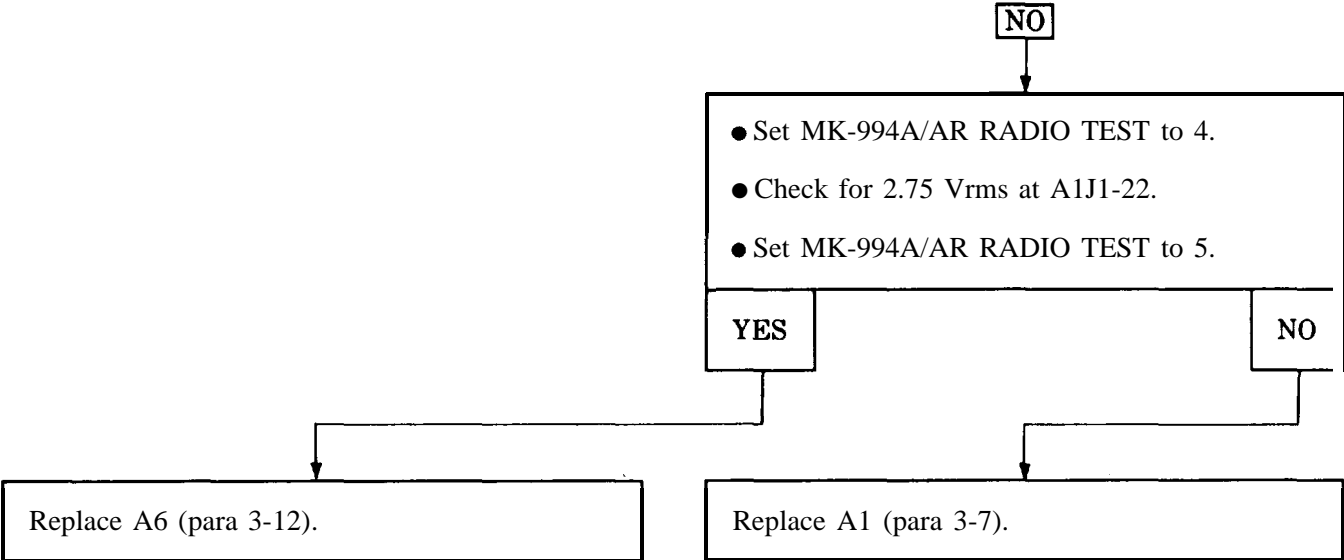 NO
● Set MK-994A/AR RADIO TEST to 4.
● Check for 2.75 Vrms at A1J1-22.
● Set MK-994A/AR RADIO TEST to 5.
YES
NO
Replace A6 (para 3-12).
Replace A1 (para 3-7).